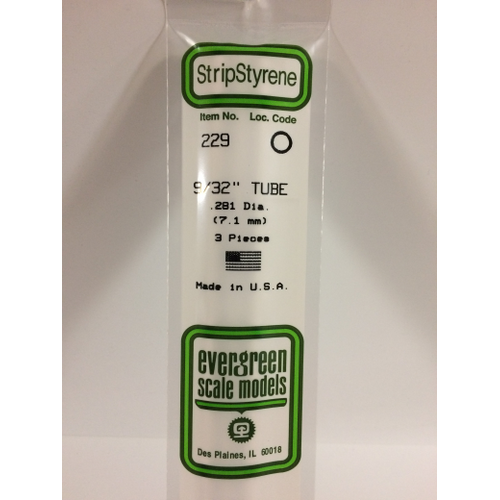 StripStyrene
Item No. Loc. Code
229
9/32" TUBE
.281 Dia.
(7.1 mm)
3 Pieces
Made in U.S.A.
evergreen
scale models
Des Plaines, IL 60018